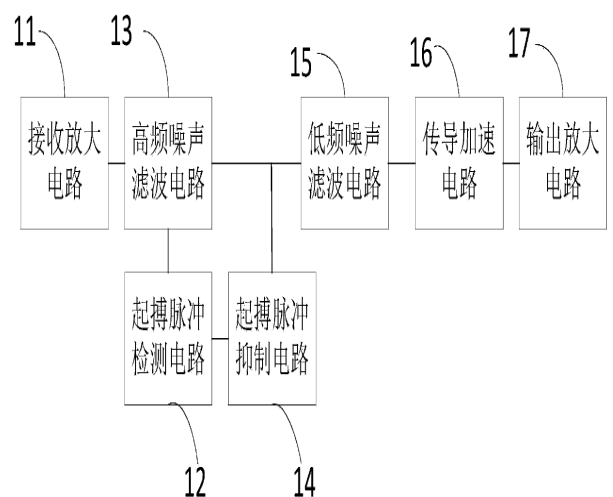 11
13
15
16
17
接收放大
电路
高频噪声
滤波电路
低频噪声
滤波电路
传导加速
电路
输出放大
电路
起搏脉冲
检测电路
起搏脉冲
抑制电路
12
14